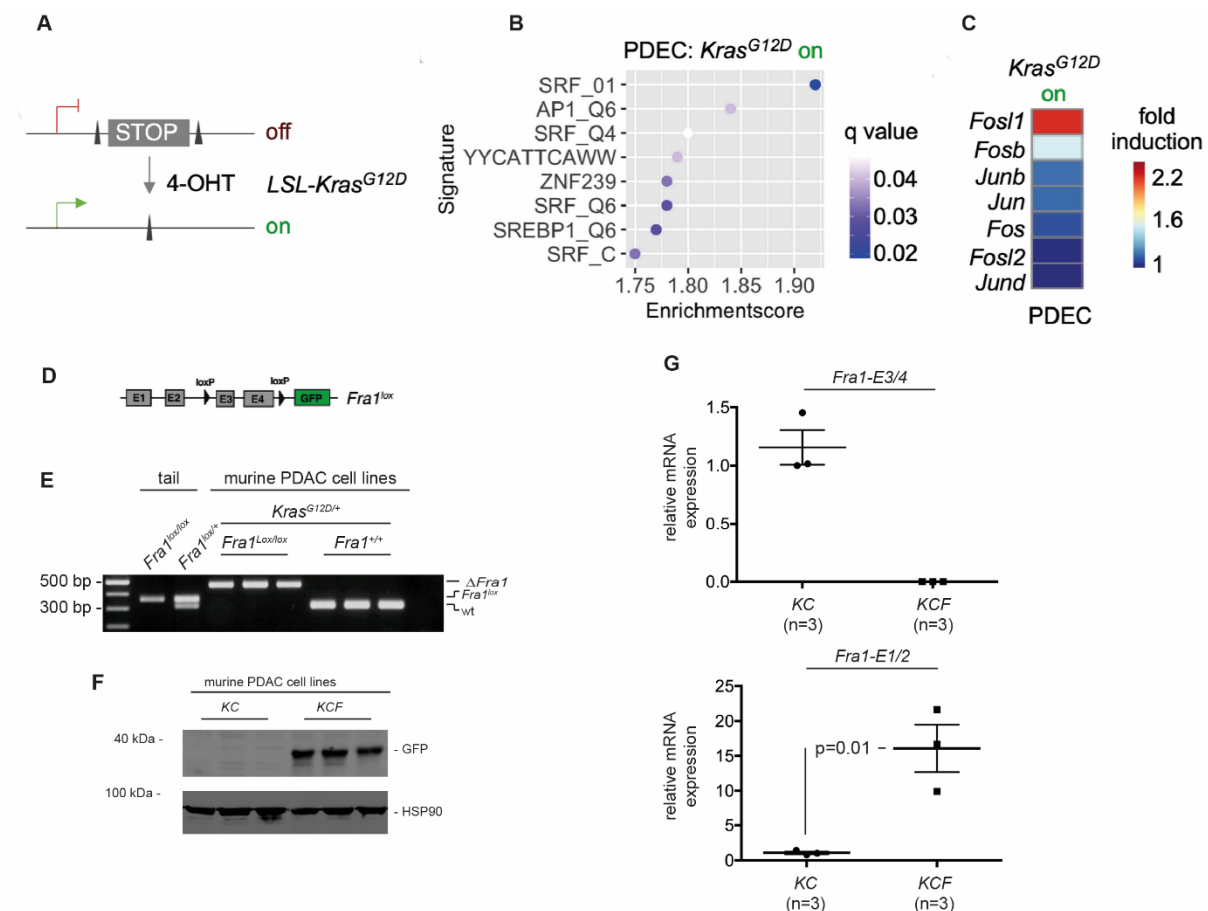 A
STOP
off
4-OHT
LSL-KrasG12D
on
B
PDEC: KrasG12D on
Signature
SRF_01
AP1_Q6
SRF_Q4
YYCATTCAWW
ZNF239
SRF_Q6
SREBP1_Q6
SRF_C
1.75 1.80 1.85 1.90
Enrichmentscore
q value
0.04
0.03
0.02
C
KrasG12D
on
Fosl1
Fosb
Junb
Jun
Fos
Fosl2
Jund
PDEC
fold
induction
2.2
1.6
1
D
loxP loxP
E1 E2 E3 E4 GFP Fra1lox
E
tail murine PDAC cell lines
KrasG12D/+
Fra1lox/lox Fra1lox/+ Fra1Lox/lox Fra1+/+
500 bp -
300 bp -
ΔFra1
Fra1lox
wt
F
murine PDAC cell lines
KC KCF
40 kDa -
- GFP
100 kDa -
- HSP90
G
Fra1-E3/4
relative mRNA
expression
1.5
1.0
0.5
0.0
KC KCF
(n=3) (n=3)
Fra1-E1/2
relative mRNA
expression
25
20
15
10
5
0
p=0.01
KC KCF
(n=3) (n=3)